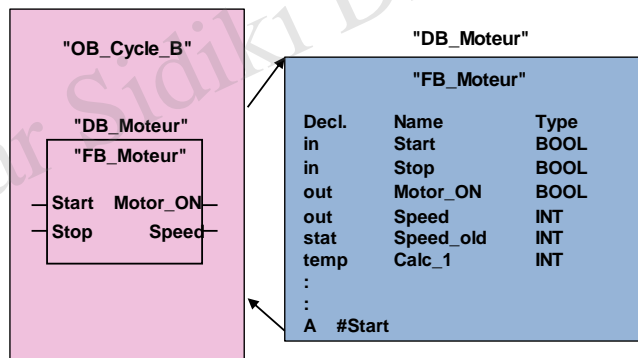 "OB_Cycle_B"
"DB_Moteur"
"FB_Moteur"
Start Motor_ON
Stop Speed
"DB_Moteur"
"FB_Moteur"
Decl. Name Type
in Start BOOL
in Stop BOOL
out Motor_ON BOOL
out Speed INT
stat Speed_old INT
temp Calc_1 INT
:
:
A #Start
Sidiki